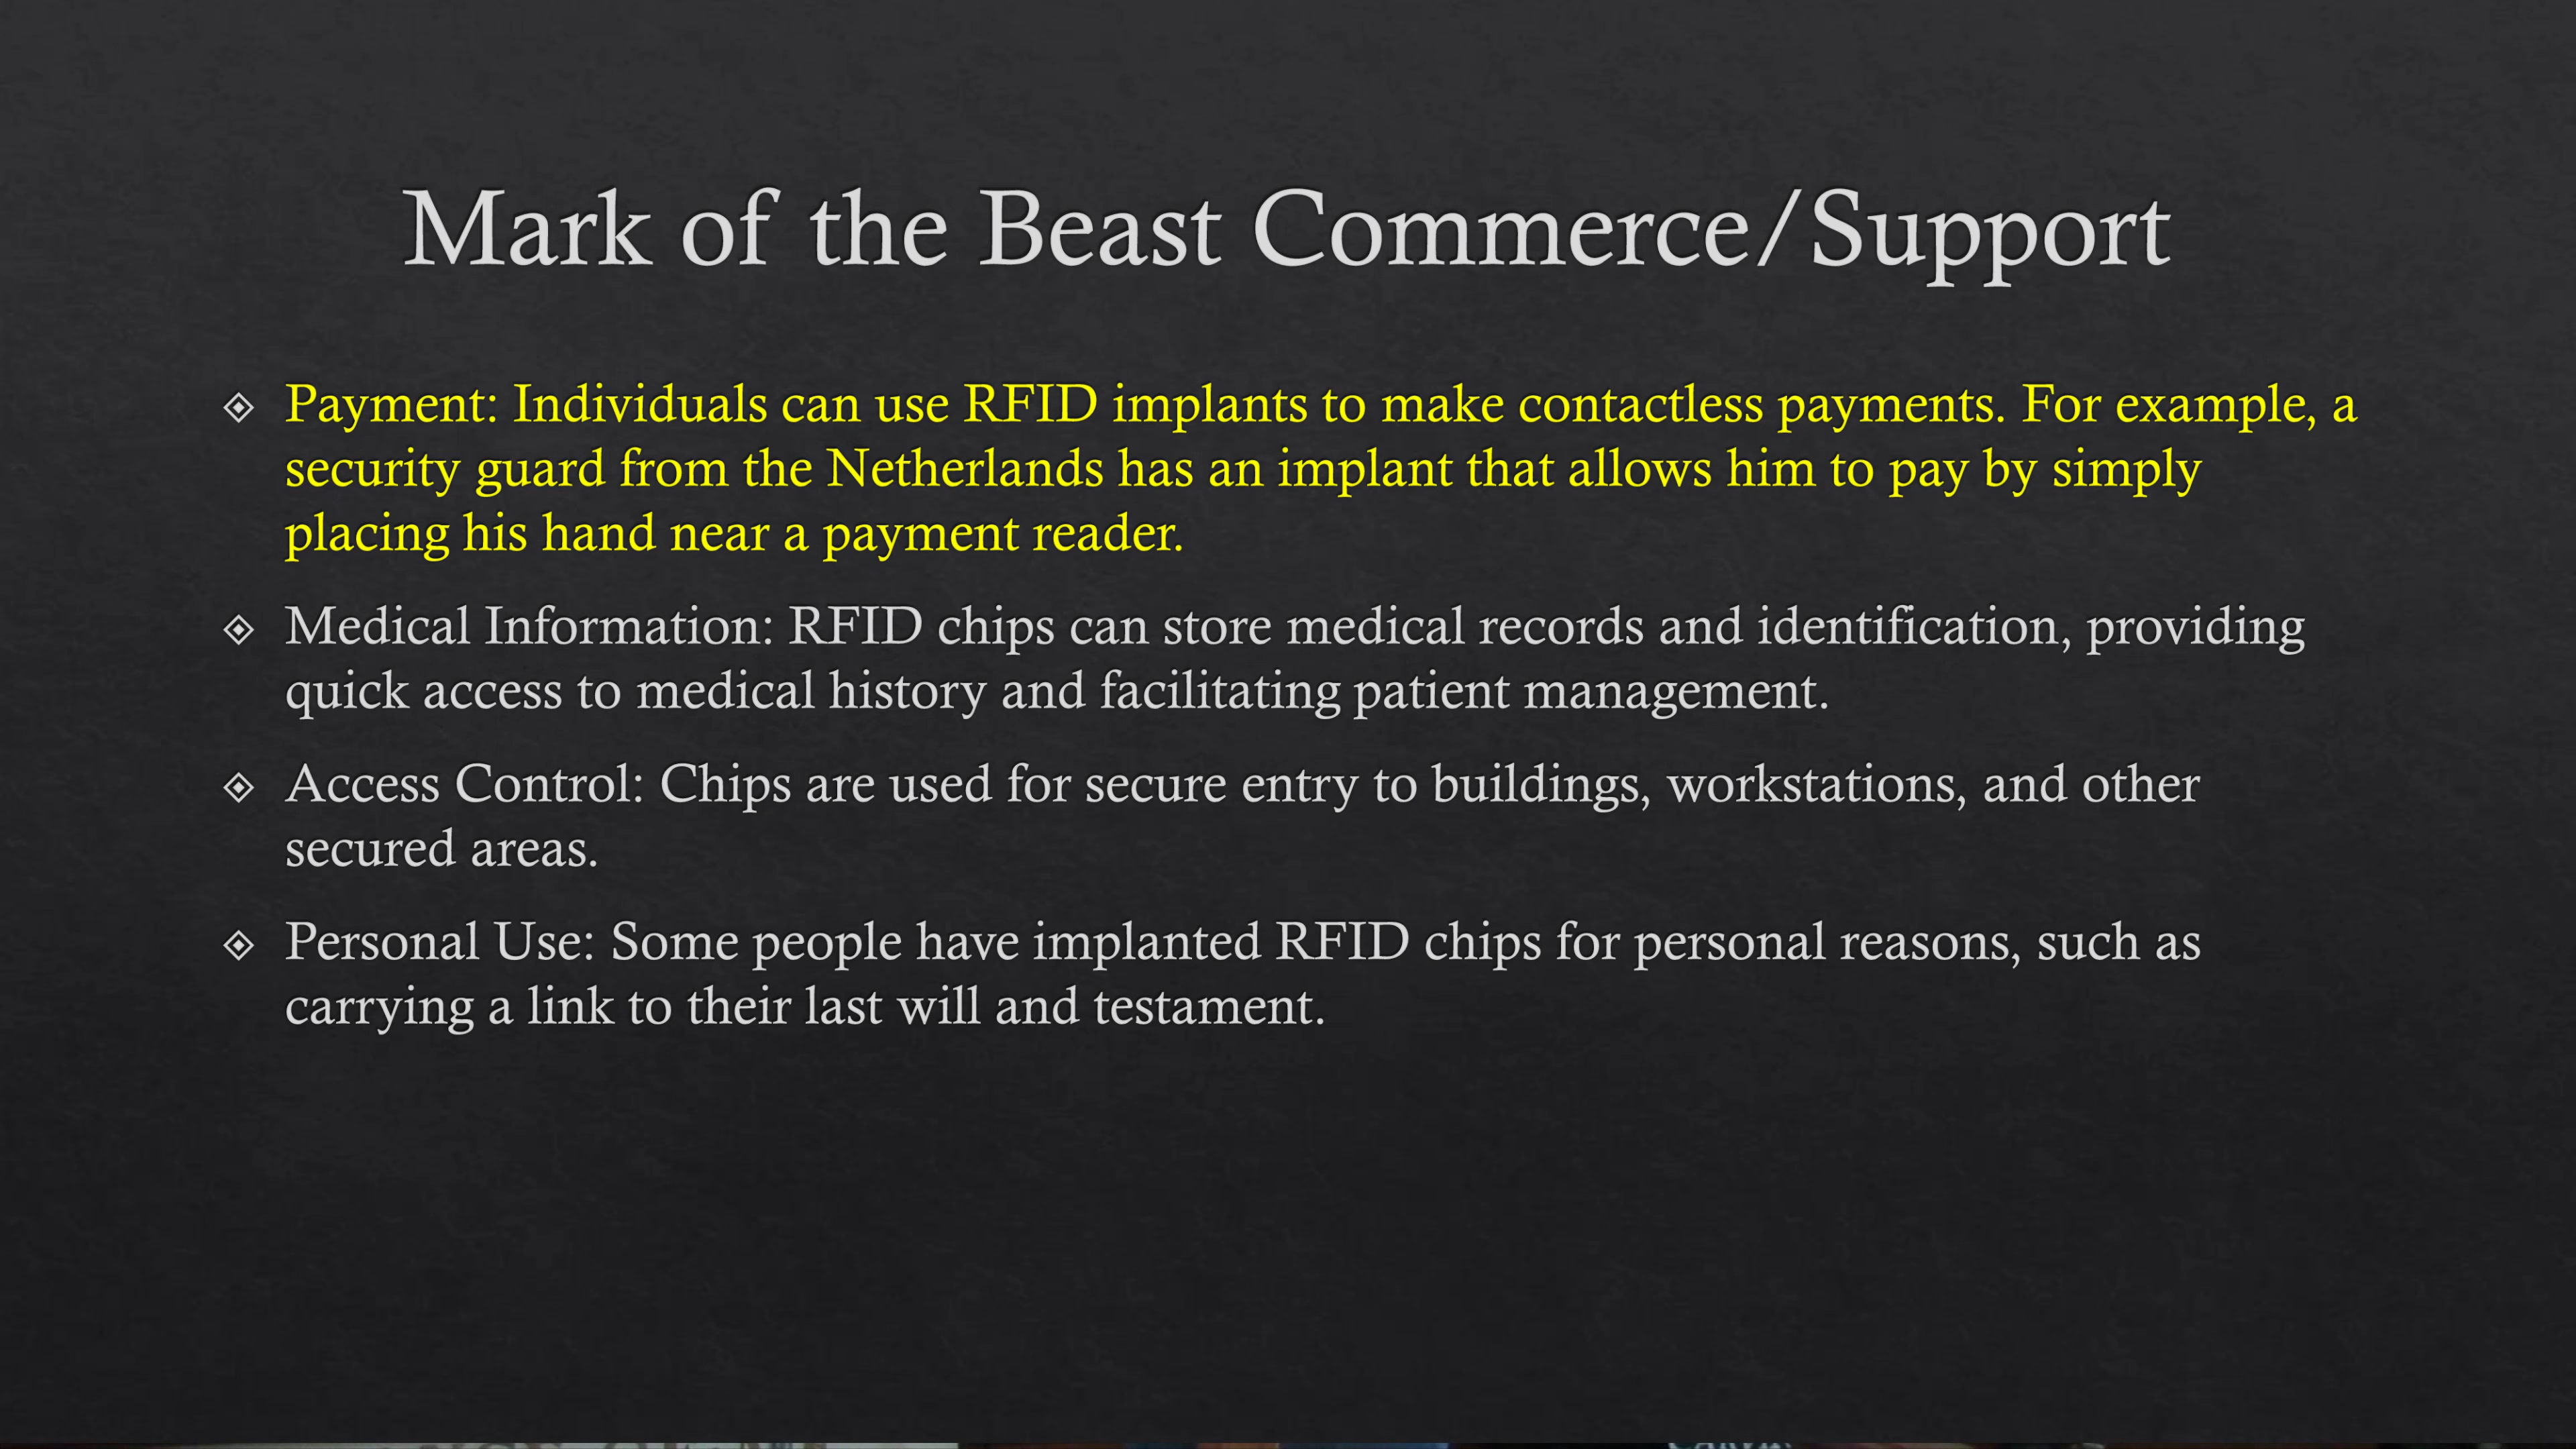 Mark of the Beast Commerce/Support
Payment: Individuals can use RFID implants to make contactless payments. For example, a
security guard from the Netherlands has an implant that allows him to pay by simply
placing his hand near a payment reader.
Medical Information: RFID chips can store medical records and identification, providing
quick access to medical history and facilitating patient management.
Access Control: Chips are used for secure entry to buildings, workstations, and other
secured areas.
Personal Use: Some people have implanted RFID chips for personal reasons, such as
carrying a link to their last will and testament.